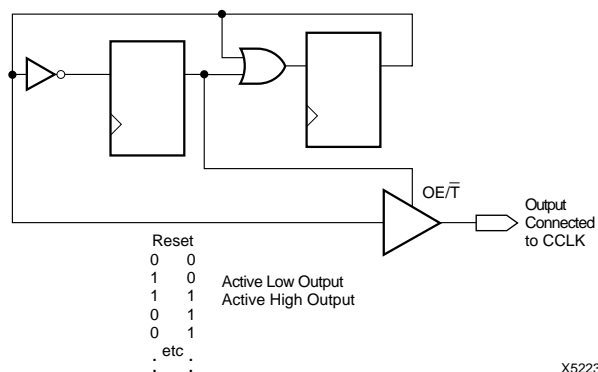 OE/T̅
Output
Connected
to CCLK
Reset
0 0
1 0
1 1
0 0
0 1
etc
. .
. .
Active Low Output
Active High Output
X5223